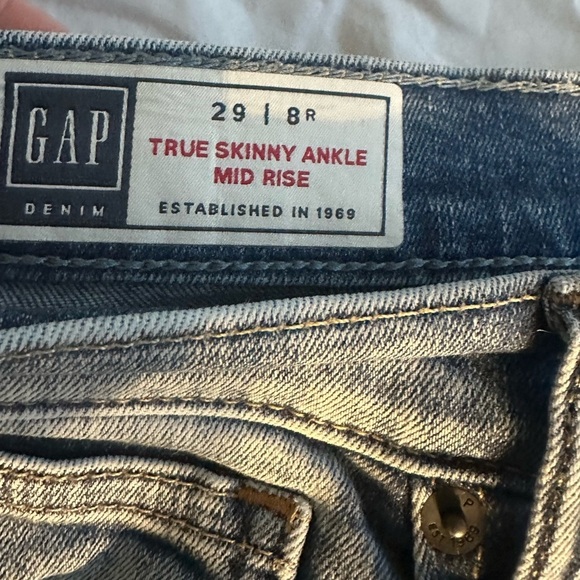 GAP
DENIM
29 | 8R
TRUE SKINNY ANKLE
MID RISE
ESTABLISHED IN 1969